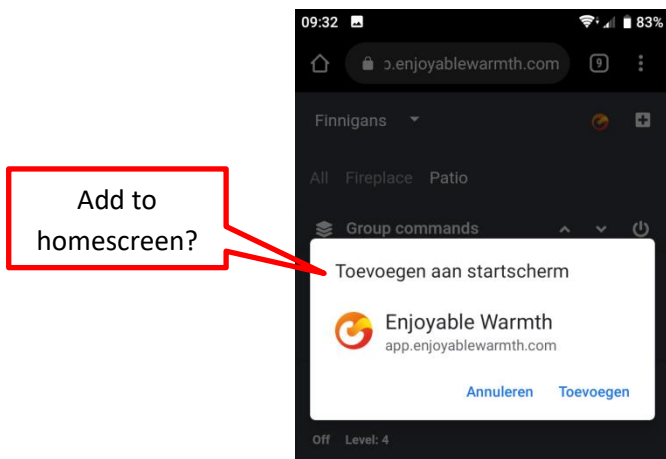 09:32 83%
ɔ.enjoyablewarmth.com 9
Finnigans
All Fireplace Patio
Group commands
Add to
homescreen?
Toevoegen aan startscherm
Enjoyable Warmth
app.enjoyablewarmth.com
Annuleren Toevoegen
Off Level: 4